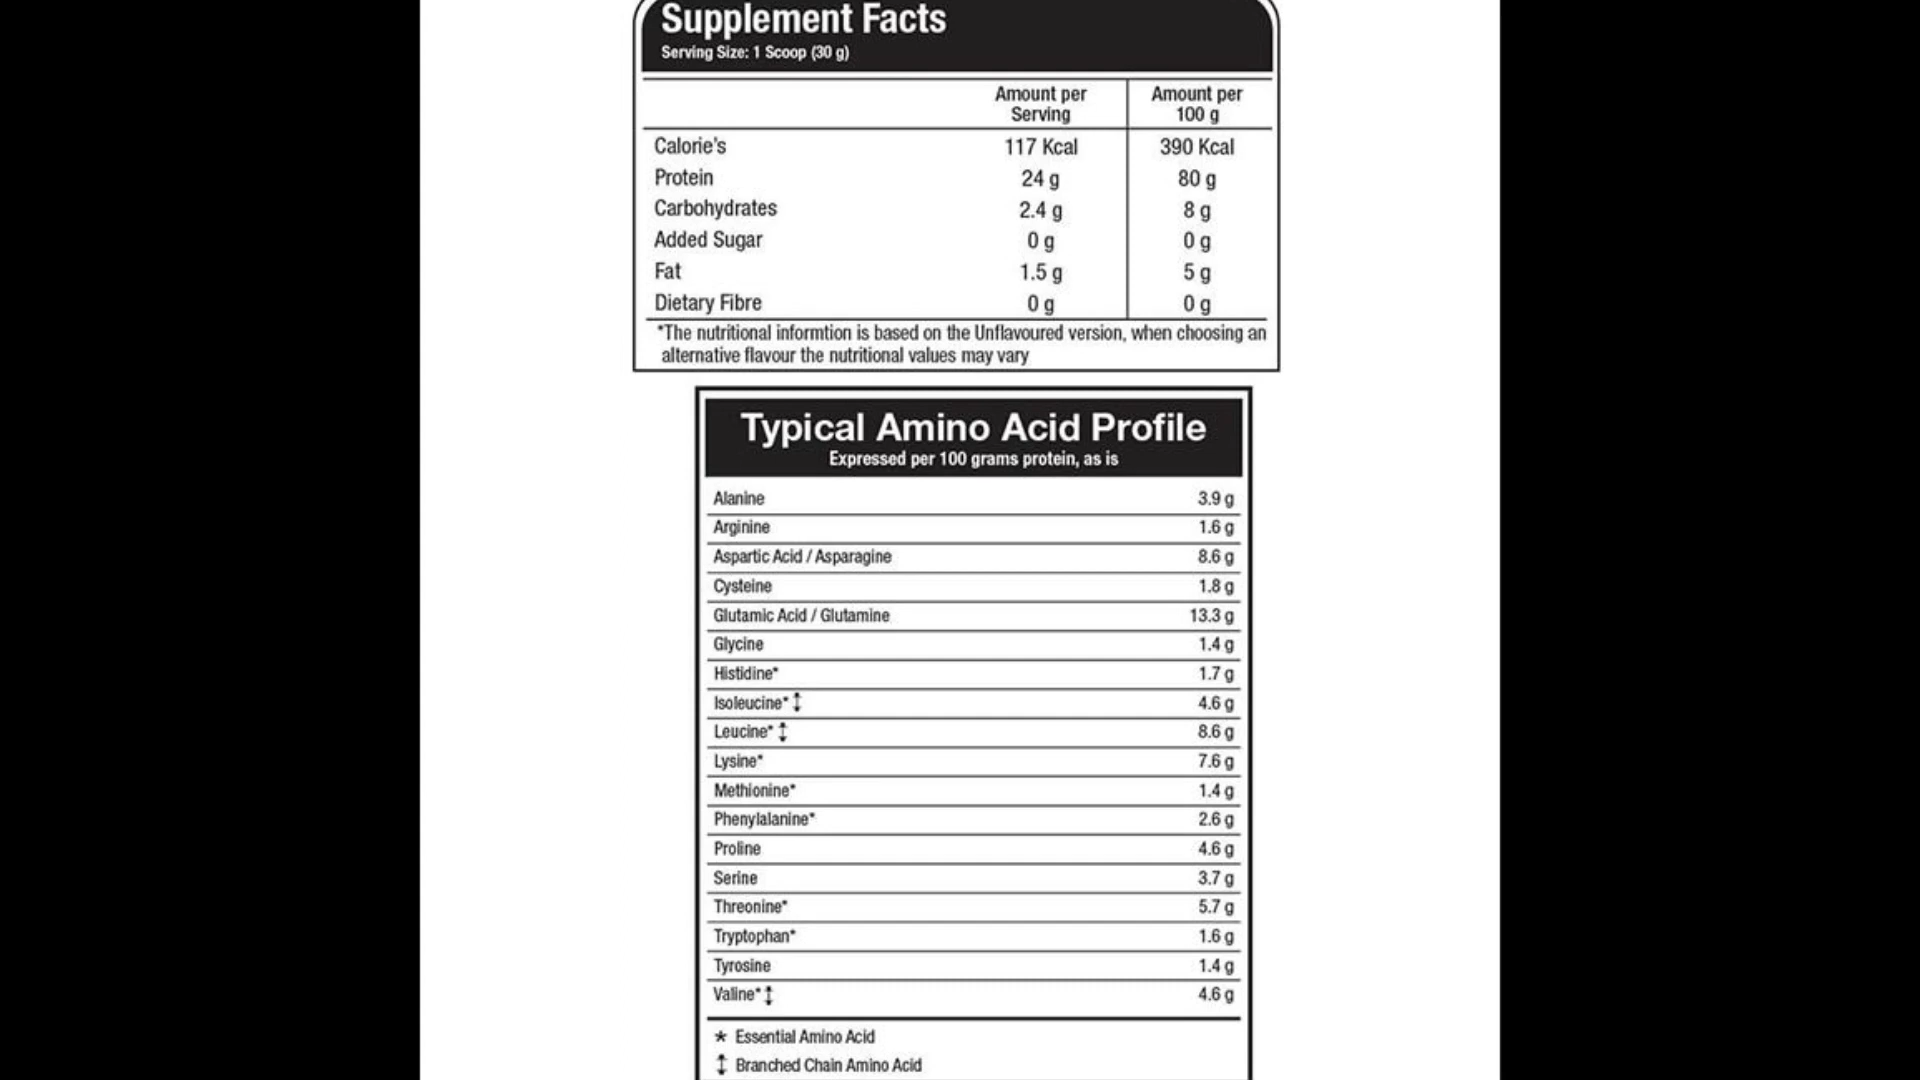 Supplement Facts
Serving Size: 1 Scoop (30 g)
Amount per Serving Amount per 100 g
Calorie's 117 Kcal 390 Kcal
Protein 24 g 80 g
Carbohydrates 2.4 g 8 g
Added Sugar 0 g 0 g
Fat 1.5 g 5 g
Dietary Fibre 0 g 0 g
*The nutritional informtion is based on the Unflavoured version, when choosing an
alternative flavour the nutritional values may vary
Typical Amino Acid Profile
Expressed per 100 grams protein, as is
Alanine 3.9 g
Arginine 1.6 g
Aspartic Acid / Asparagine 8.6 g
Cysteine 1.8 g
Glutamic Acid / Glutamine 13.3 g
Glycine 1.4 g
Histidine* 1.7 g
Isoleucine* ↕ 4.6 g
Leucine* ↕ 8.6 g
Lysine* 7.6 g
Methionine* 1.4 g
Phenylalanine* 2.6 g
Proline 4.6 g
Serine 3.7 g
Threonine* 5.7 g
Tryptophan* 1.6 g
Tyrosine 1.4 g
Valine* ↕ 4.6 g
* Essential Amino Acid
↕ Branched Chain Amino Acid